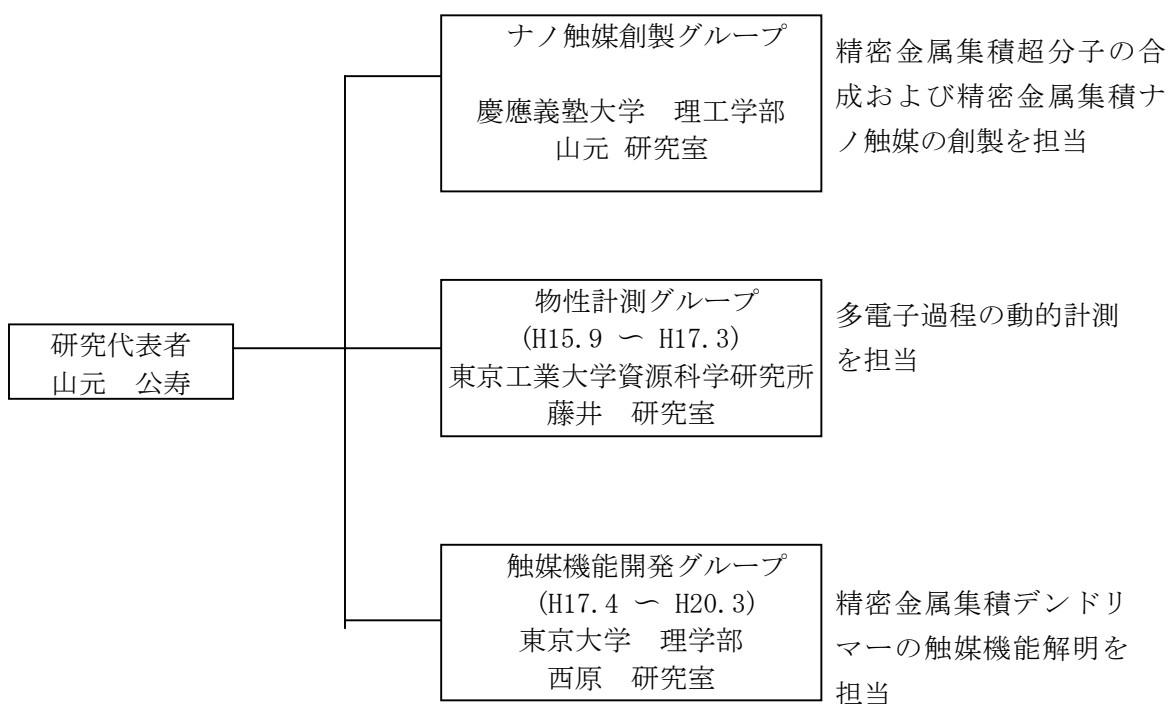 ナノ触媒創製グループ
慶應義塾大学　理工学部
山元 研究室
精密金属集積超分子の合
成および精密金属集積ナ
ノ触媒の創製を担当
研究代表者
山元　公寿
物性計測グループ
(H15.9 〜 H17.3)
東京工業大学資源科学研究所
藤井　研究室
多電子過程の動的計測
を担当
触媒機能開発グループ
(H17.4 〜 H20.3)
東京大学　理学部
西原　研究室
精密金属集積デンドリ
マーの触媒機能解明を
担当